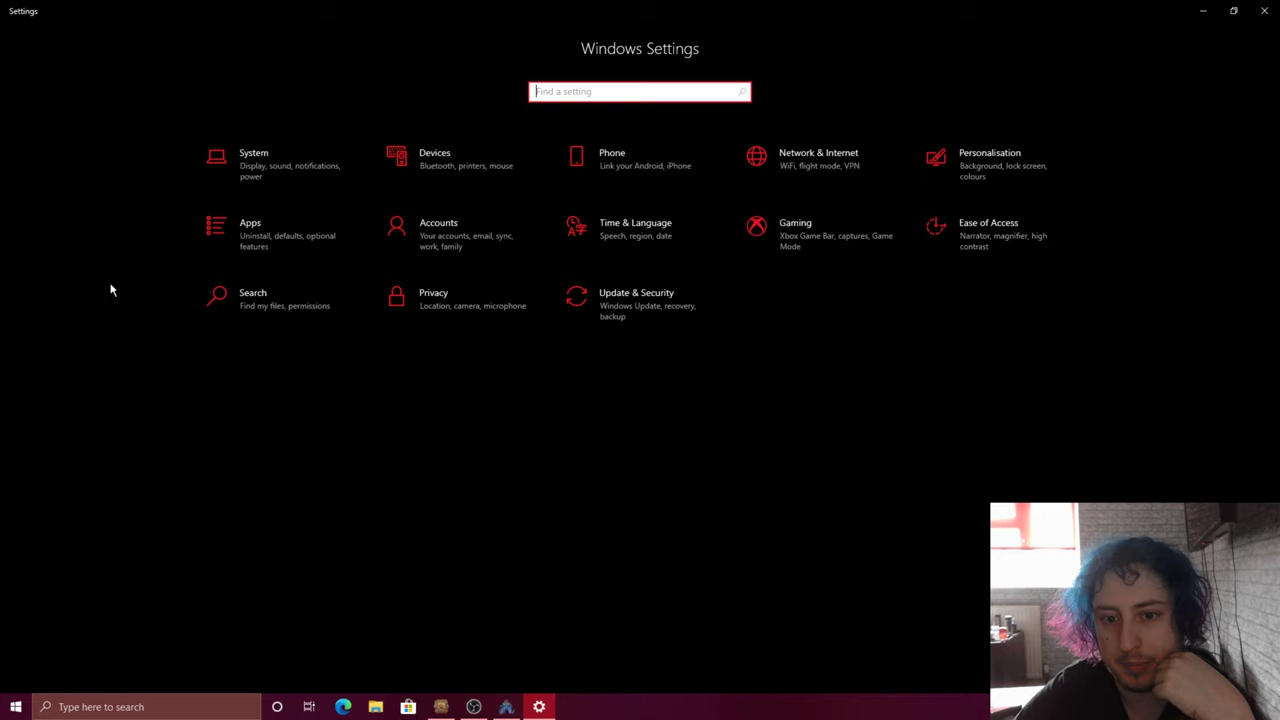 Settings
Windows Settings
Find a setting
System
Display, sound, notifications,
power
Devices
Bluetooth, printers, mouse
Phone
Link your Android, iPhone
Network & Internet
WiFi, flight mode, VPN
Personalisation
Background, lock screen,
colours
Apps
Uninstall, defaults, optional
features
Accounts
Your accounts, email, sync,
work, family
Time & Language
Speech, region, date
Gaming
Xbox Game Bar, captures, Game
Mode
Ease of Access
Narrator, magnifier, high
contrast
Search
Find my files, permissions
Privacy
Location, camera, microphone
Update & Security
Windows Update, recovery,
backup
Type here to search